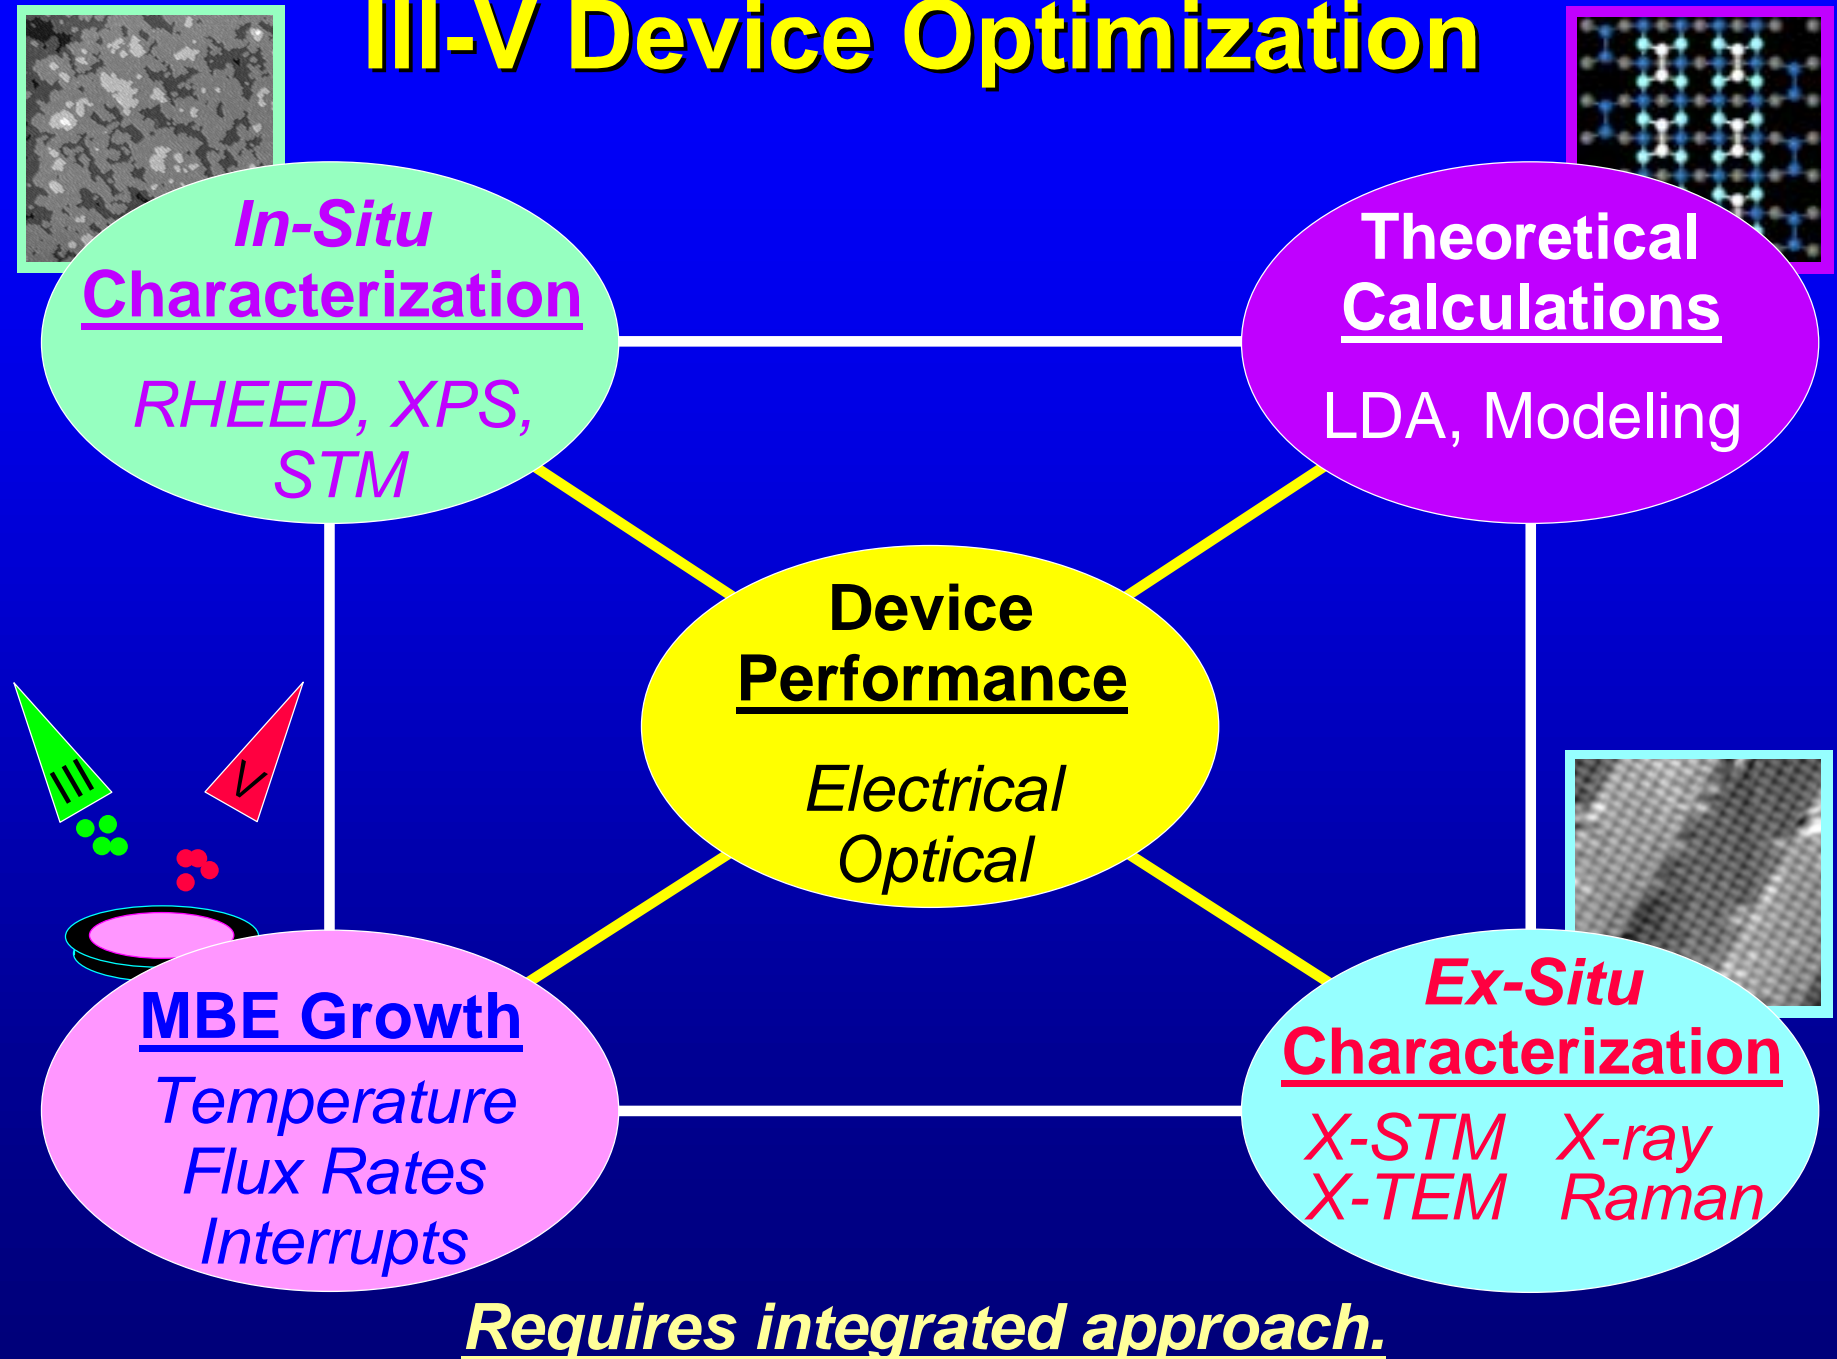 III-V Device Optimization
In-Situ
Characterization
RHEED, XPS,
STM
Theoretical
Calculations
LDA, Modeling
Device
Performance
Electrical
Optical
III
V
MBE Growth
Temperature
Flux Rates
Interrupts
Ex-Situ
Characterization
X-STM X-ray
X-TEM Raman
Requires integrated approach.